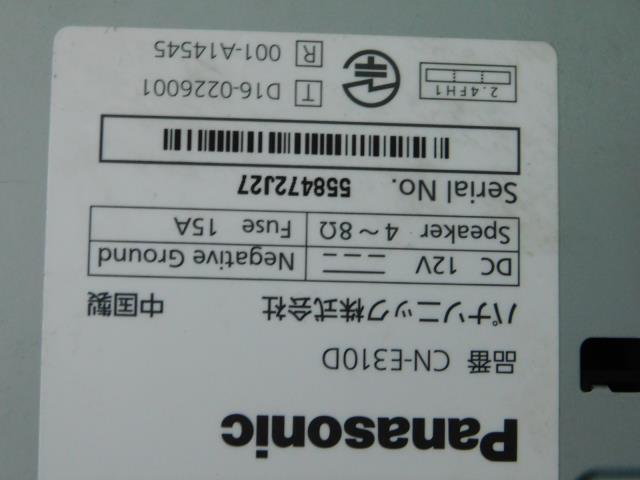 Panasonic
品番 CN-E310D
パナソニック株式会社 中国製
DC 12V Negative Ground
Speaker 4~8Ω Fuse 15A
Serial No. 558472J27
2.4FH1 T D16-0226001
R 001-A14545